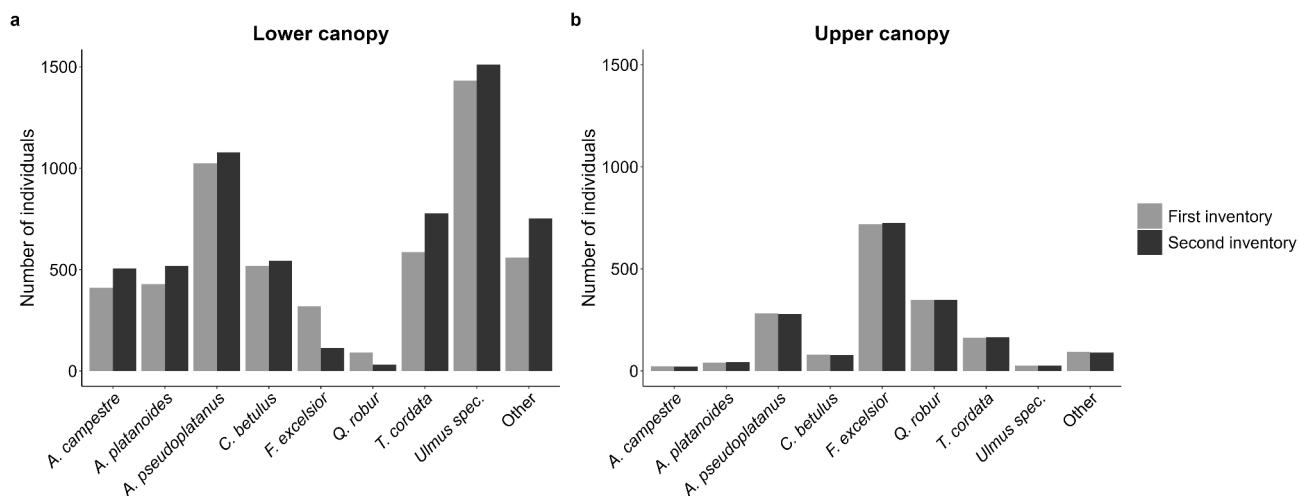 a
Lower canopy
Number of individuals
1500
1000
500
0
A. campestre
A. platanoides
A. pseudoplatanus
C. betulus
F. excelsior
Q. robur
T. cordata
Ulmus spec.
Other
b
Upper canopy
Number of individuals
1500
1000
500
0
A. campestre
A. platanoides
A. pseudoplatanus
C. betulus
F. excelsior
Q. robur
T. cordata
Ulmus spec.
Other
First inventory
Second inventory